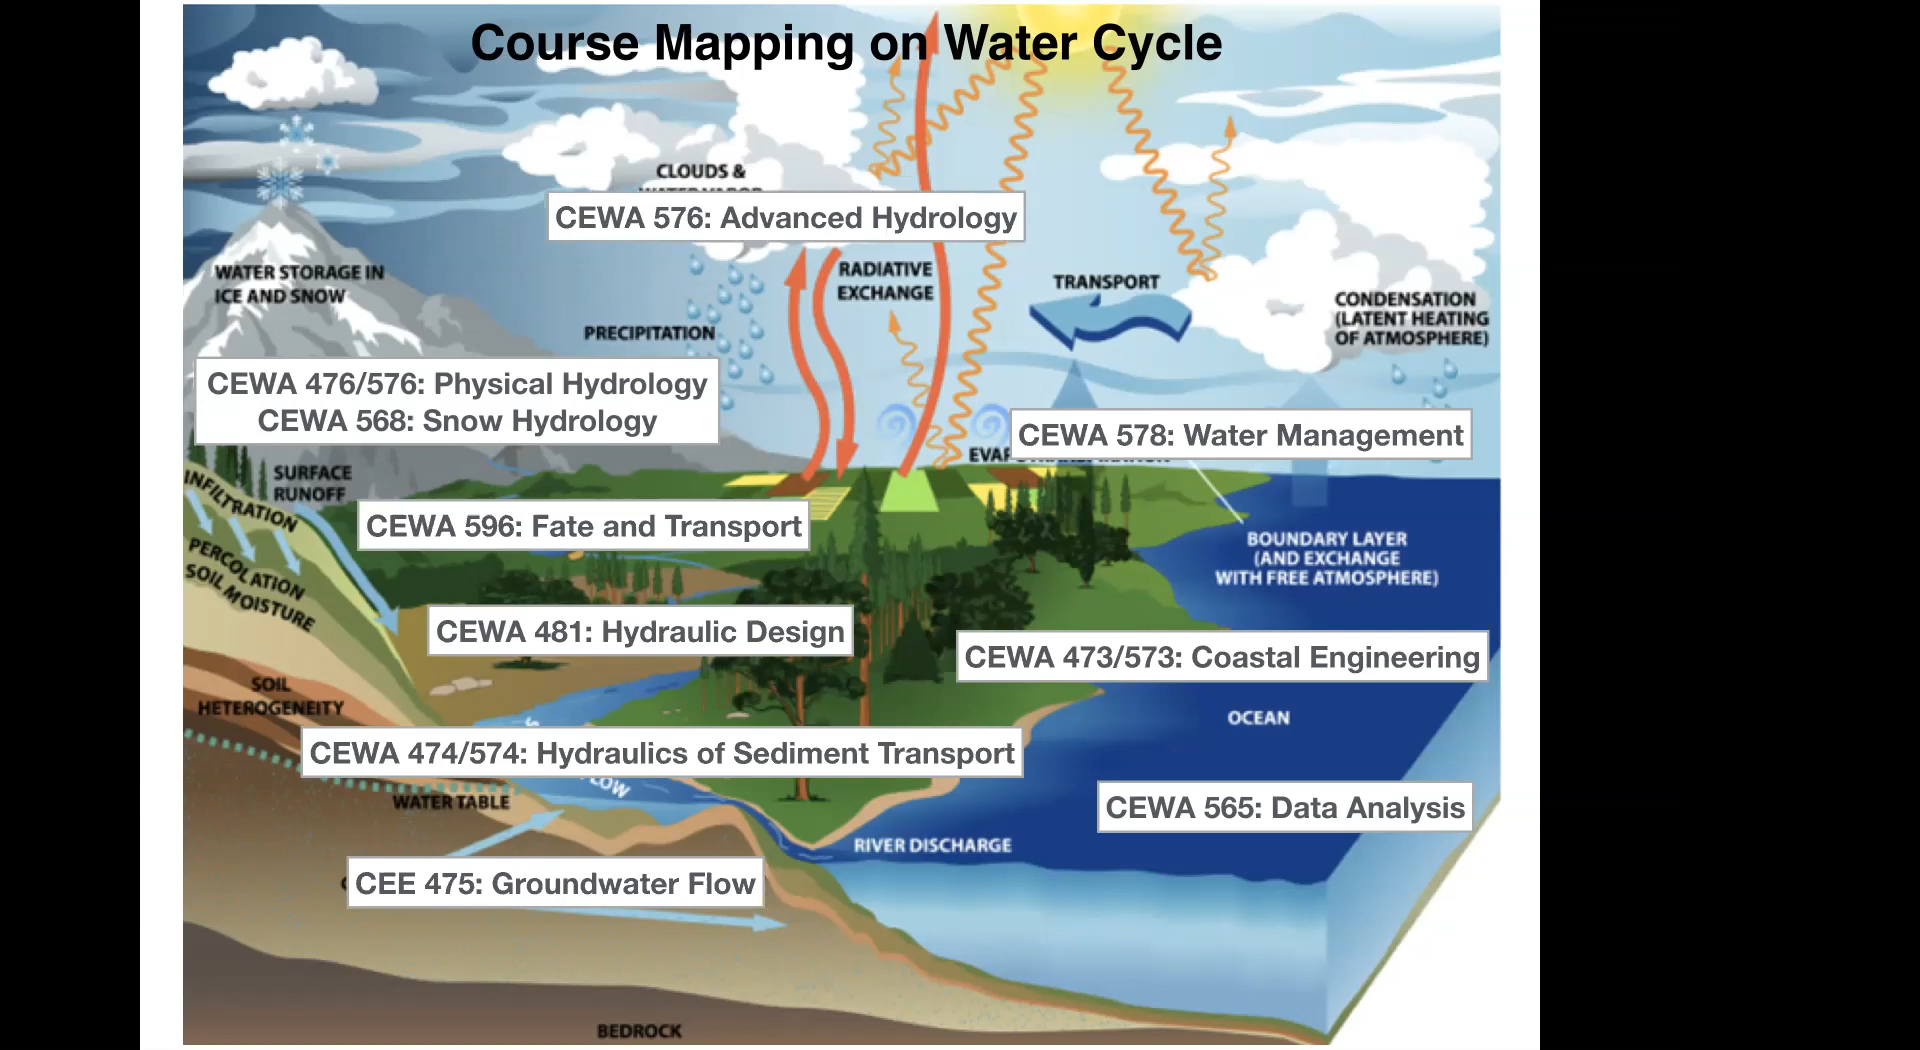 Course Mapping on Water Cycle
CLOUDS &
CEWA 576: Advanced Hydrology
WATER STORAGE IN
ICE AND SNOW
RADIATIVE
EXCHANGE
TRANSPORT
CONDENSATION
(LATENT HEATING
OF ATMOSPHERE)
PRECIPITATION
CEWA 476/576: Physical Hydrology
CEWA 568: Snow Hydrology
CEWA 578: Water Management
SURFACE
RUNOFF
INFILTRATION
CEWA 596: Fate and Transport
BOUNDARY LAYER
(AND EXCHANGE
WITH FREE ATMOSPHERE)
PERCOLATION
SOIL MOISTURE
CEWA 481: Hydraulic Design
CEWA 473/573: Coastal Engineering
SOIL
HETEROGENEITY
OCEAN
CEWA 474/574: Hydraulics of Sediment Transport
WATER TABLE
CEWA 565: Data Analysis
RIVER DISCHARGE
CEE 475: Groundwater Flow
BEDROCK